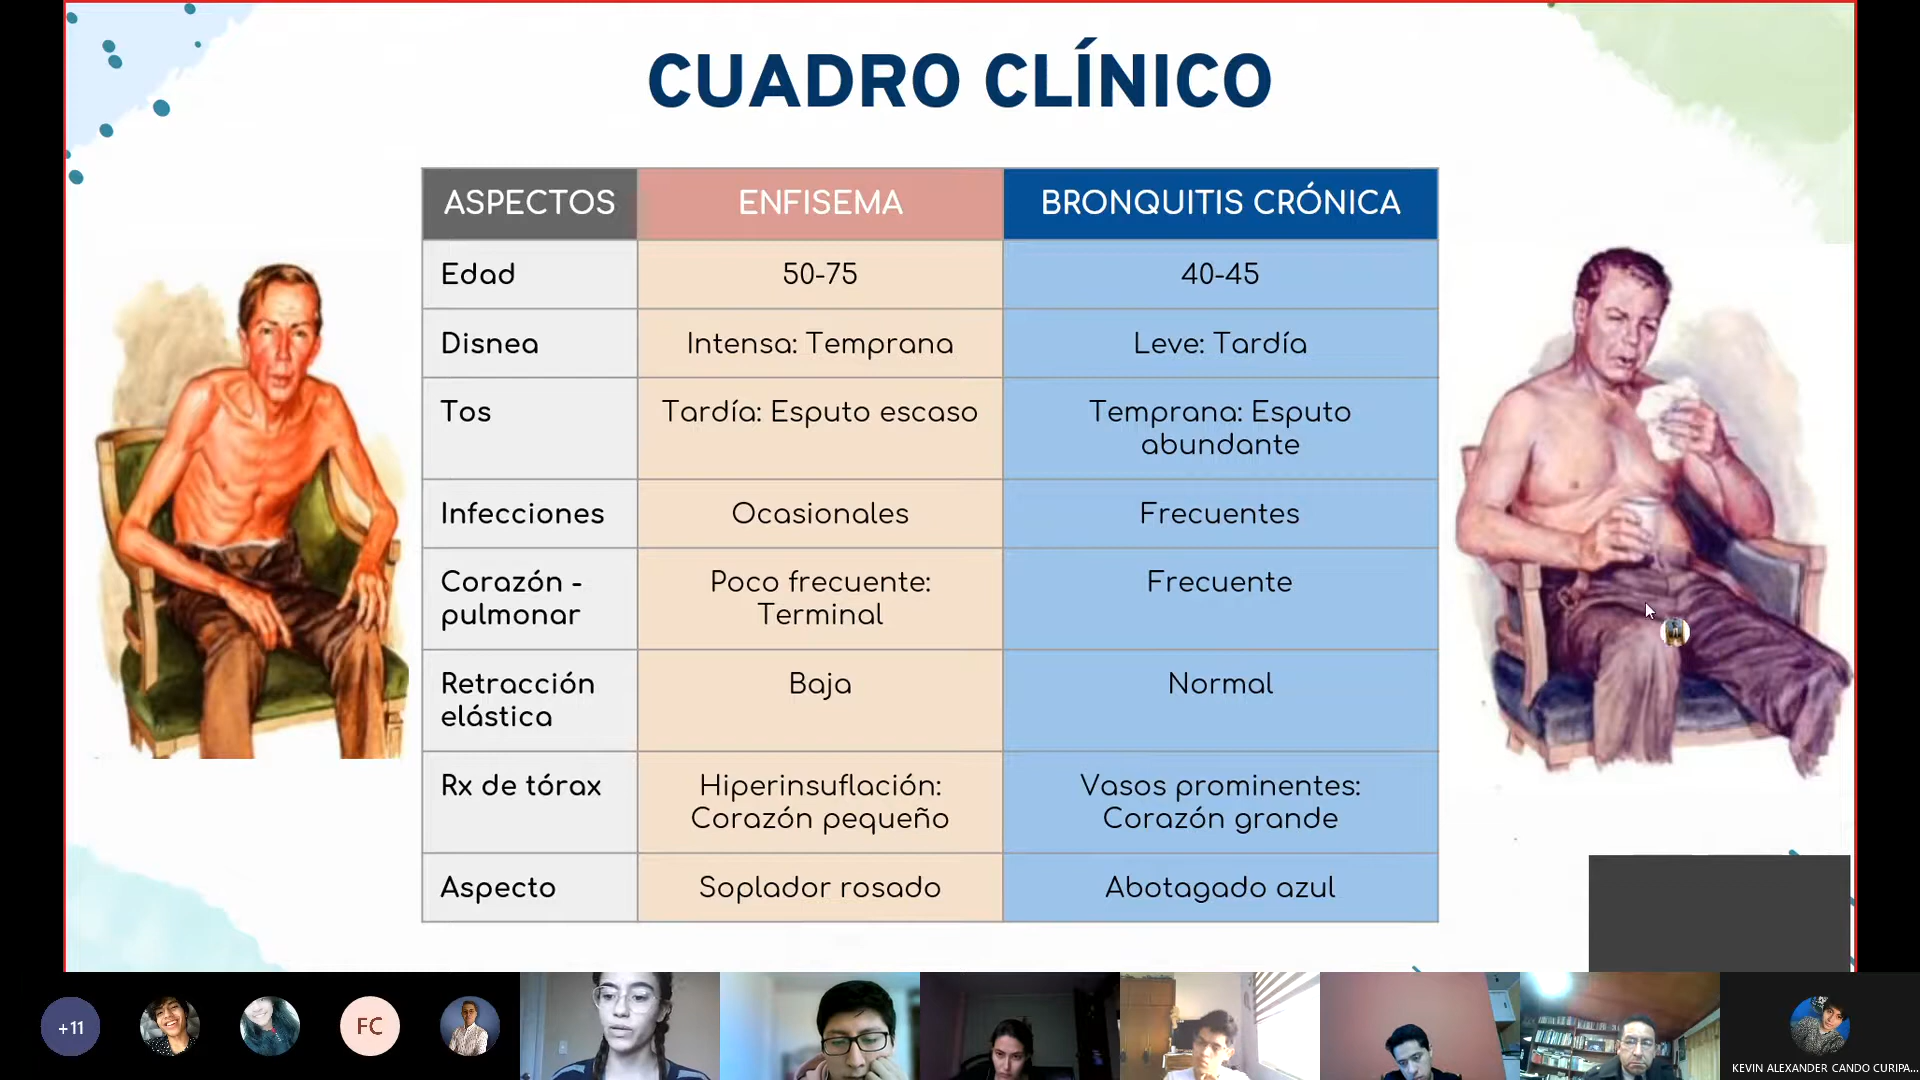 CUADRO CLÍNICO
ASPECTOS
ENFISEMA
BRONQUITIS CRÓNICA
Edad
50-75
40-45
Disnea
Intensa: Temprana
Leve: Tardía
Tos
Tardía: Esputo escaso
Temprana: Esputo
abundante
Infecciones
Ocasionales
Frecuentes
Corazón -
pulmonar
Poco frecuente:
Terminal
Frecuente
Retracción
elástica
Baja
Normal
Rx de tórax
Hiperinsuflación:
Corazón pequeño
Vasos prominentes:
Corazón grande
Aspecto
Soplador rosado
Abotagado azul
+11
FC
KEVIN ALEXANDER CANDO CURIPA...